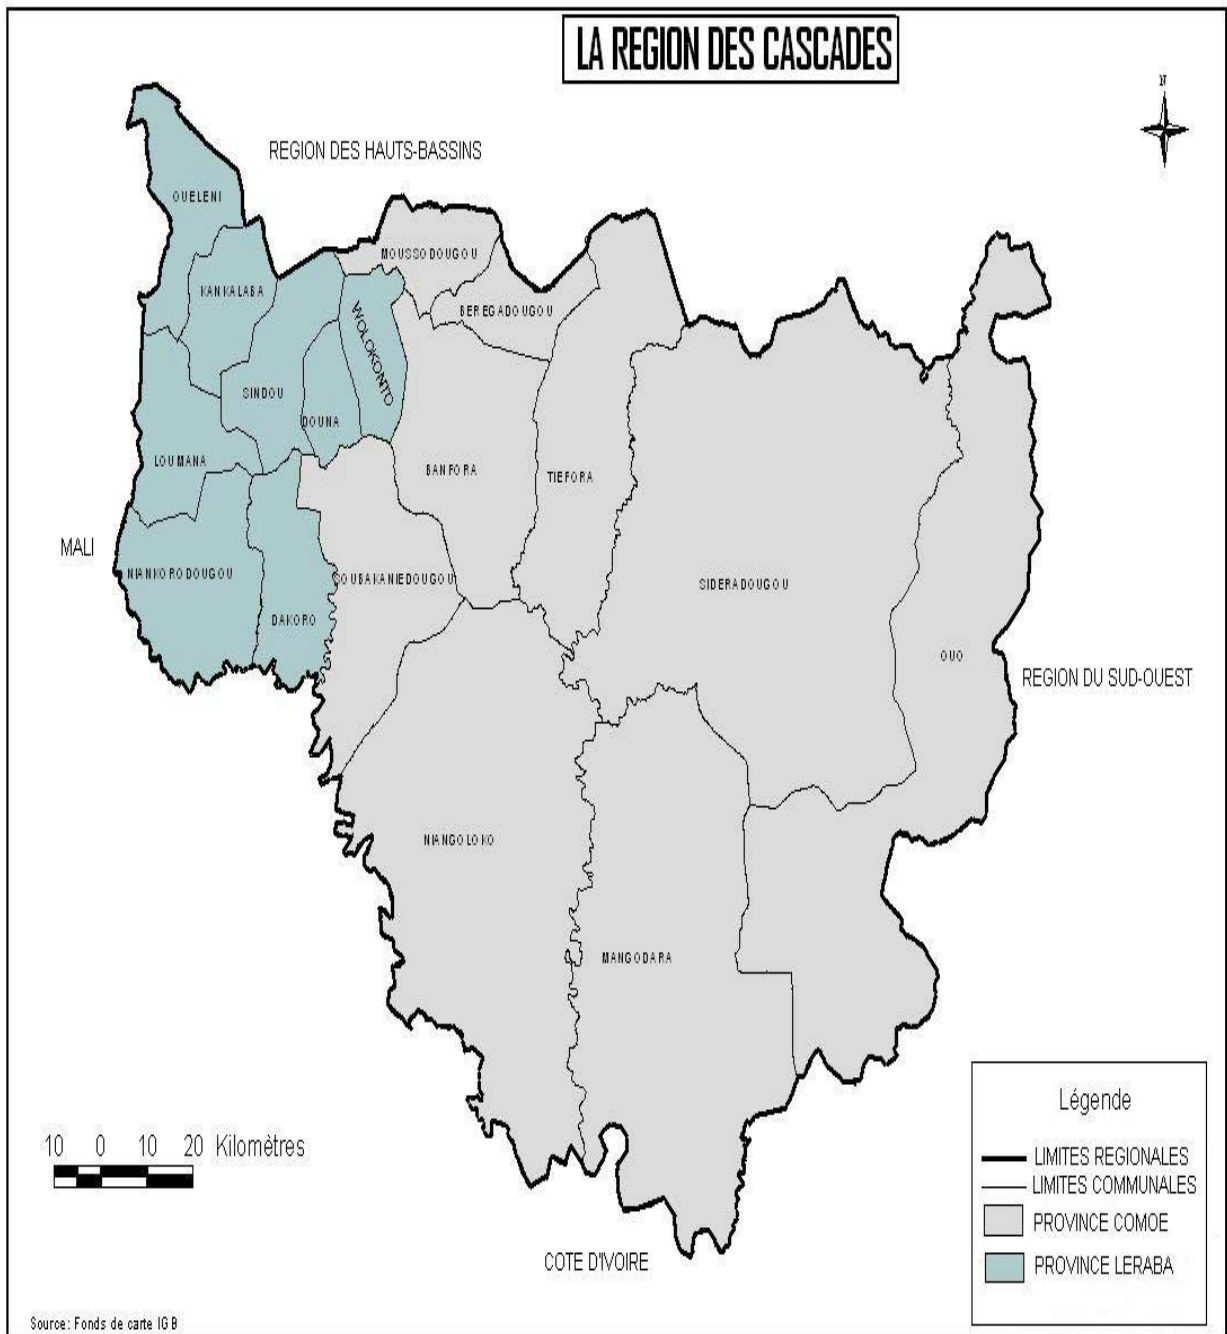 LA REGION DES CASCADES
N
REGION DES HAUTS-BASSINS
OUELENI
MOUSSODOUGOU
KANKALABA
BEREGADOUGOU
WOLOKONTO
SINDOU
DOUNA
LOUMANA
BANFORA
TIEFORA
MALI
NIANKORODOUGOU
SOUBAKANIEDOUGOU
SIDERADOUGOU
DAKORO
OUO
REGION DU SUD-OUEST
NIANGOLOKO
MANGODARA
Légende
LIMITES REGIONALES
LIMITES COMMUNALES
PROVINCE COMOE
PROVINCE LERABA
10 0 10 20 Kilomètres
COTE D'IVOIRE
Source: Fonds de carte IGB